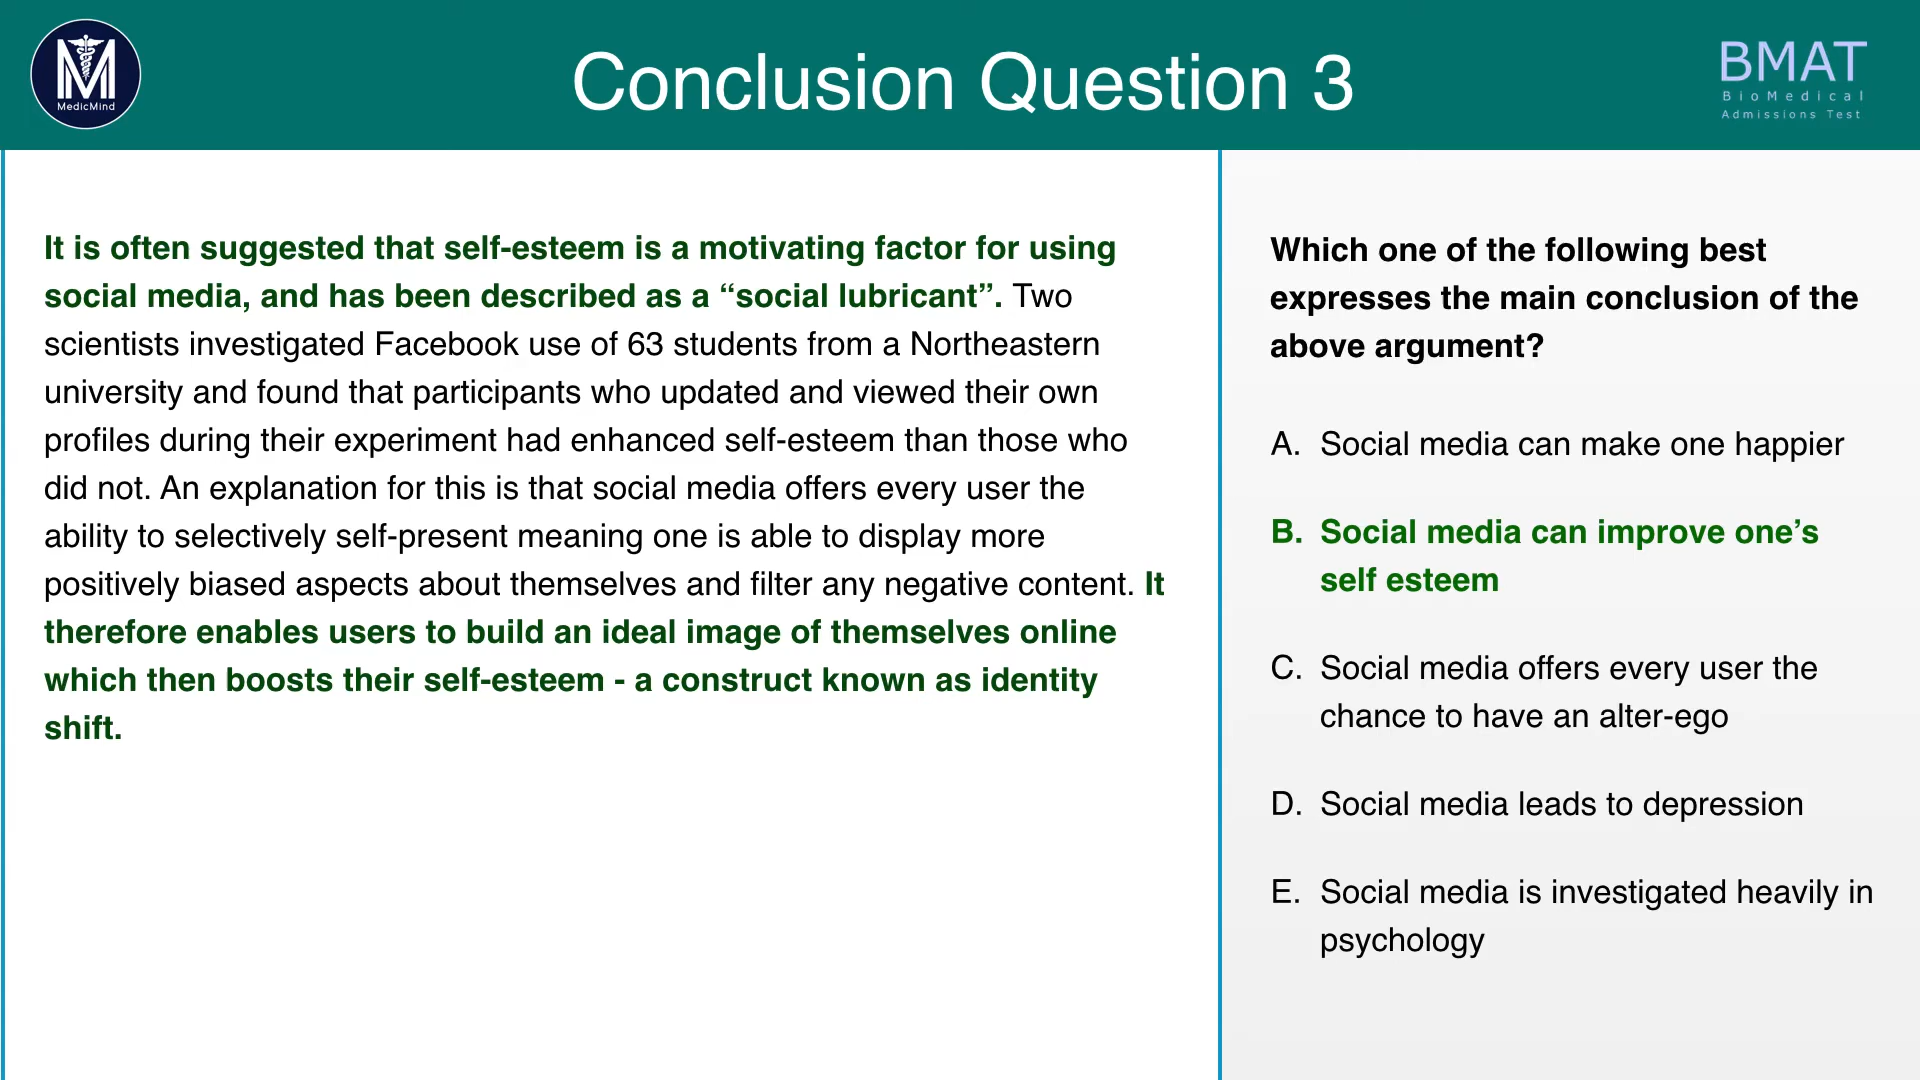 MedicMind
Conclusion Question 3
BMAT
BioMedical
Admissions Test
It is often suggested that self-esteem is a motivating factor for using
social media, and has been described as a “social lubricant”. Two
scientists investigated Facebook use of 63 students from a Northeastern
university and found that participants who updated and viewed their own
profiles during their experiment had enhanced self-esteem than those who
did not. An explanation for this is that social media offers every user the
ability to selectively self-present meaning one is able to display more
positively biased aspects about themselves and filter any negative content. It
therefore enables users to build an ideal image of themselves online
which then boosts their self-esteem - a construct known as identity
shift.
Which one of the following best
expresses the main conclusion of the
above argument?
A. Social media can make one happier
B. Social media can improve one’s
self esteem
C. Social media offers every user the
chance to have an alter-ego
D. Social media leads to depression
E. Social media is investigated heavily in
psychology